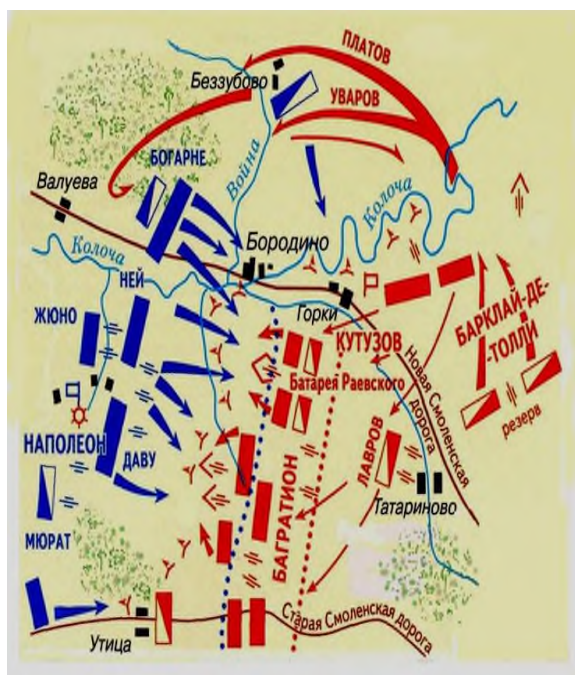 ПЛАТОВ
Беззубово
УВАРОВ
БОГАРНЕ
Война
Валуева
Колоча
Бородино
Колоча
НЕЙ
ЖЮНО
Горки
КУТУЗОВ
БАРКЛАЙ-ДЕ-
-ТОЛЛИ
Батарея Раевского
Новая Смоленская
дорога
резерв
НАПОЛЕОН
ДАВУ
ЛАВРОВ
Татариново
БАГРАТИОН
МЮРАТ
Утица
Старая Смоленская дорога